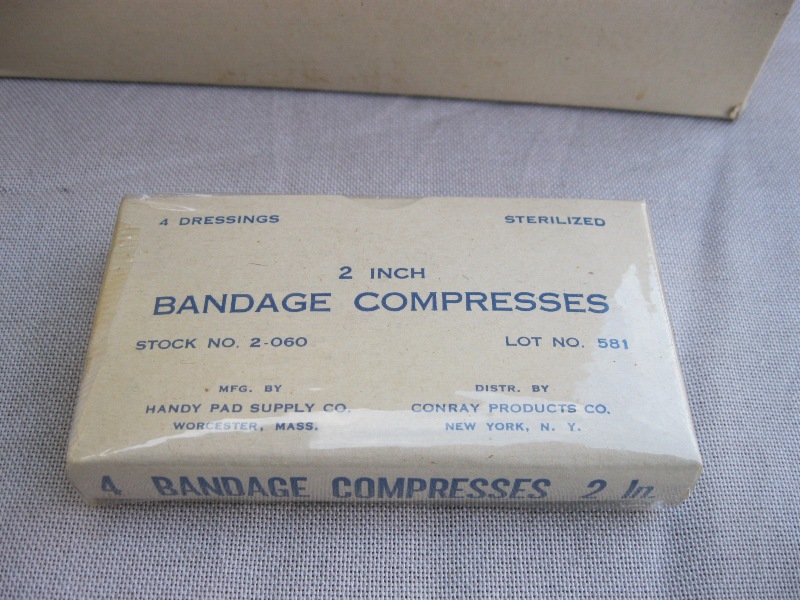 4 DRESSINGS STERILIZED
2 INCH
BANDAGE COMPRESSES
STOCK NO. 2-060 LOT NO. 581
MFG. BY DISTR. BY
HANDY PAD SUPPLY CO. CONRAY PRODUCTS CO.
WORCESTER, MASS. NEW YORK, N. Y.
4 BANDAGE COMPRESSES 2 In.